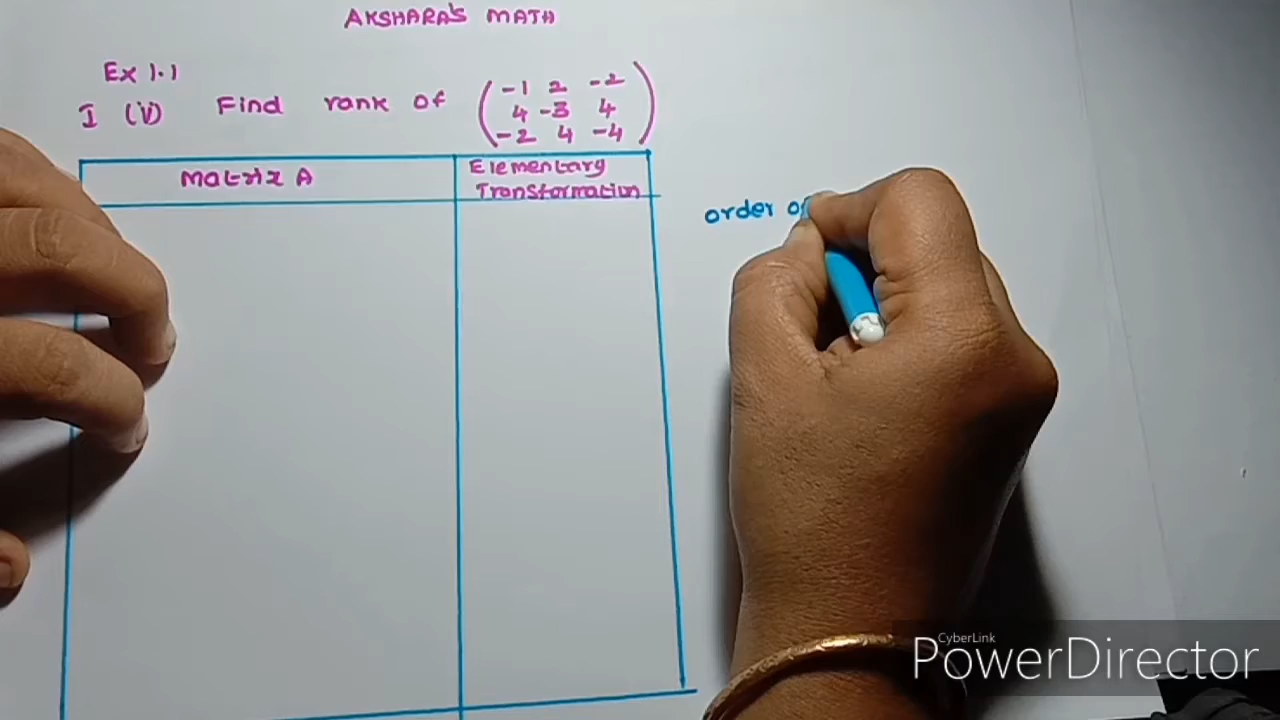 AKSHARA'S MATH
Ex 1.1
I (v) Find rank of
-1 2 -2
4 -3 4
-2 4 -4
Matrix A
Elementary
Transformation
order of
CyberLink
PowerDirector